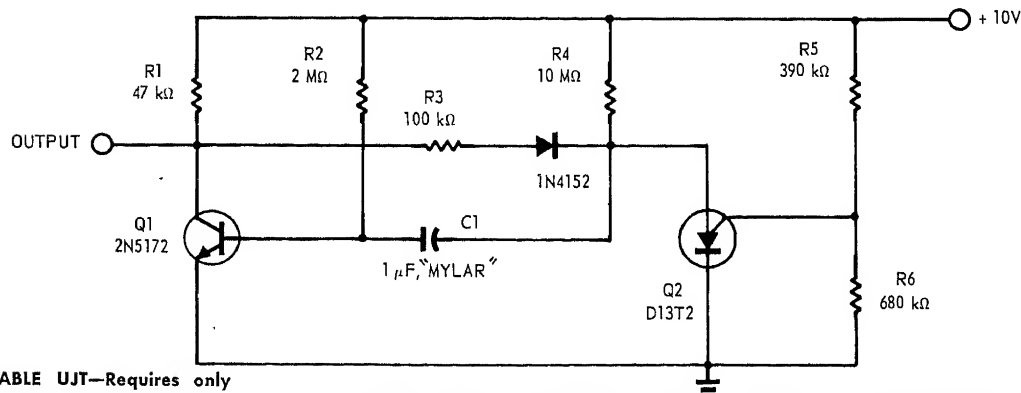 + 10V
R1
47 kΩ
R2
2 MΩ
R3
100 kΩ
R4
10 MΩ
R5
390 kΩ
OUTPUT
1N4152
Q1
2N5172
C1
1 μF, "MYLAR"
Q2
D13T2
R6
680 kΩ
ABLE UJT—Requires only